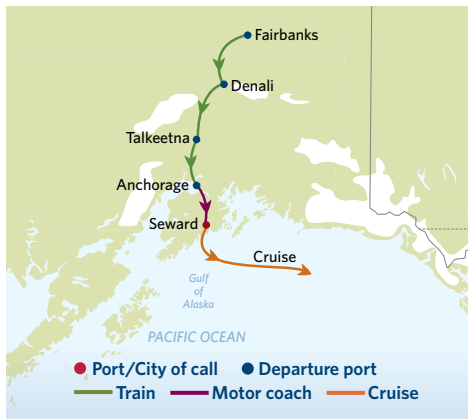 Fairbanks
Denali
Talkeetna
Anchorage
Seward
Cruise
Gulf
of
Alaska
PACIFIC OCEAN
Port/City of call Departure port
Train Motor coach Cruise